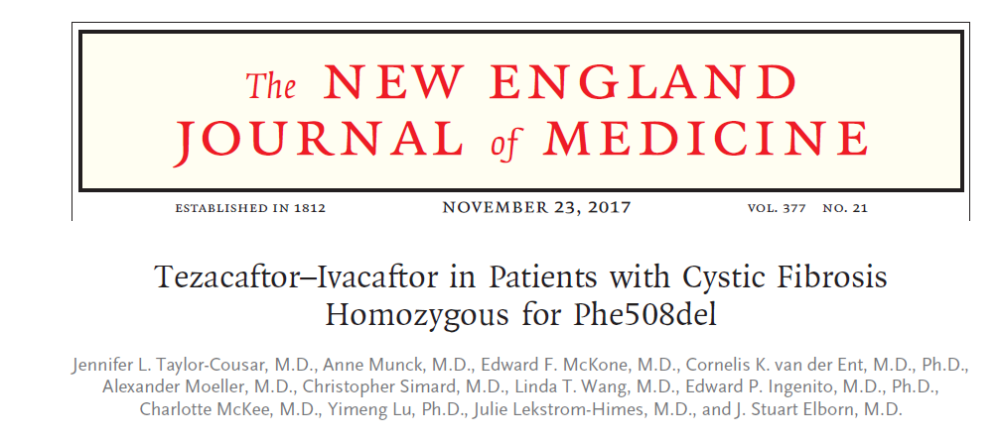 The NEW ENGLAND
JOURNAL of MEDICINE
ESTABLISHED IN 1812 NOVEMBER 23, 2017 VOL. 377 NO. 21
Tezacaftor–Ivacaftor in Patients with Cystic Fibrosis
Homozygous for Phe508del
Jennifer L. Taylor-Cousar, M.D., Anne Munck, M.D., Edward F. McKone, M.D., Cornelis K. van der Ent, M.D., Ph.D.,
Alexander Moeller, M.D., Christopher Simard, M.D., Linda T. Wang, M.D., Edward P. Ingenito, M.D., Ph.D.,
Charlotte McKee, M.D., Yimeng Lu, Ph.D., Julie Lekstrom-Himes, M.D., and J. Stuart Elborn, M.D.